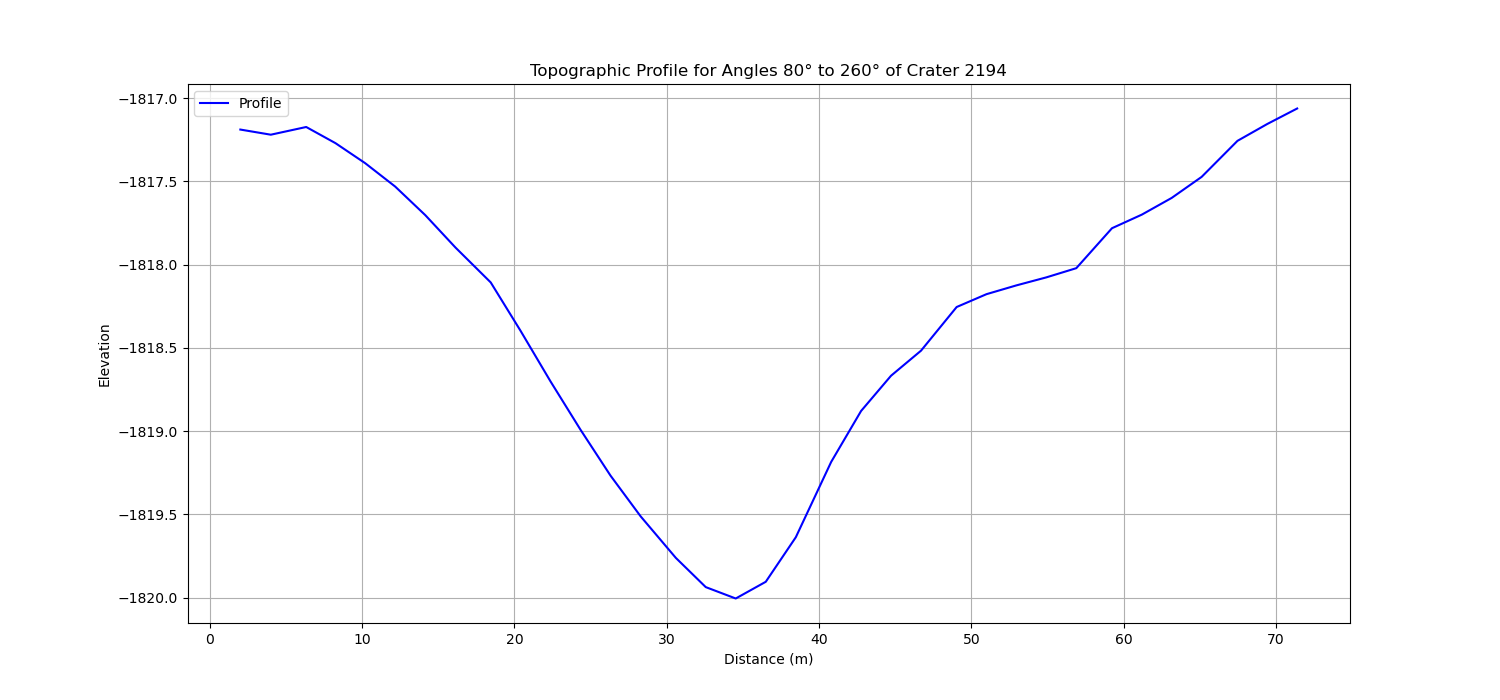 Topographic Profile for Angles 80° to 260° of Crater 2194
Profile
−1817.0
−1817.5
−1818.0
−1818.5
−1819.0
−1819.5
−1820.0
Elevation
0 10 20 30 40 50 60 70
Distance (m)